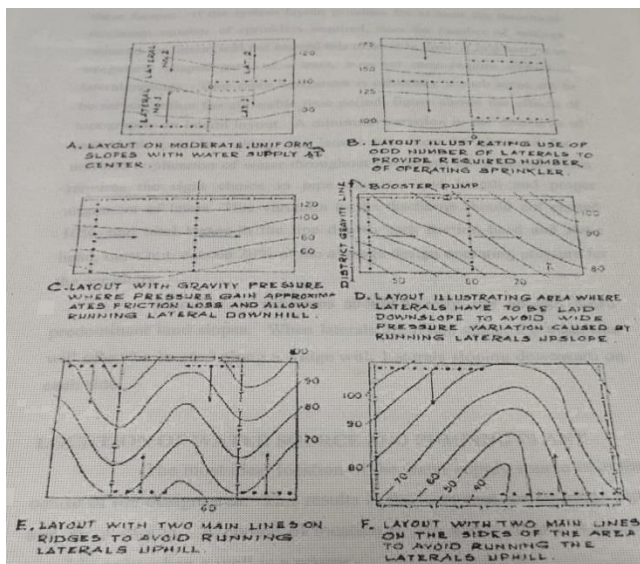 LATERAL NO.2
LAT. 2
LATERAL NO.1
120
110
A. LAYOUT ON MODERATE, UNIFORM
SLOPES WITH WATER SUPPLY AT
CENTER.
175
150
125
100
B. LAYOUT ILLUSTRATING USE OF
ODD NUMBER OF LATERALS TO
PROVIDE REQUIRED NUMBER
OF OPERATING SPRINKLER.
120
100
60
60
C. LAYOUT WITH GRAVITY PRESSURE
WHERE PRESSURE GAIN APPROXIM
ATES FRICTION LOSS AND ALLOWS
RUNNING LATERAL DOWNHILL.
DISTRICT GRAVITE LINE
BOOSTER PUMP.
100
90
80
50
60
70
D. LAYOUT ILLUSTRATING AREA WHERE
LATERALS HAVE TO BE LAID
DOWNSLOPE TO AVOID WIDE
PRESSURE VARIATION CAUSED BY
RUNNING LATERALS UPSLOPE.
100
90
80
70
60
E. LAYOUT WITH TWO MAIN LINES ON
RIDGES TO AVOID RUNNING
LATERALS UPHILL.
100
90
80
70
60
50
40
F. LAYOUT WITH TWO MAIN LINES
ON THE SIDES OF THE AREA
TO AVOID RUNNING THE
LATERALS UPHILL.